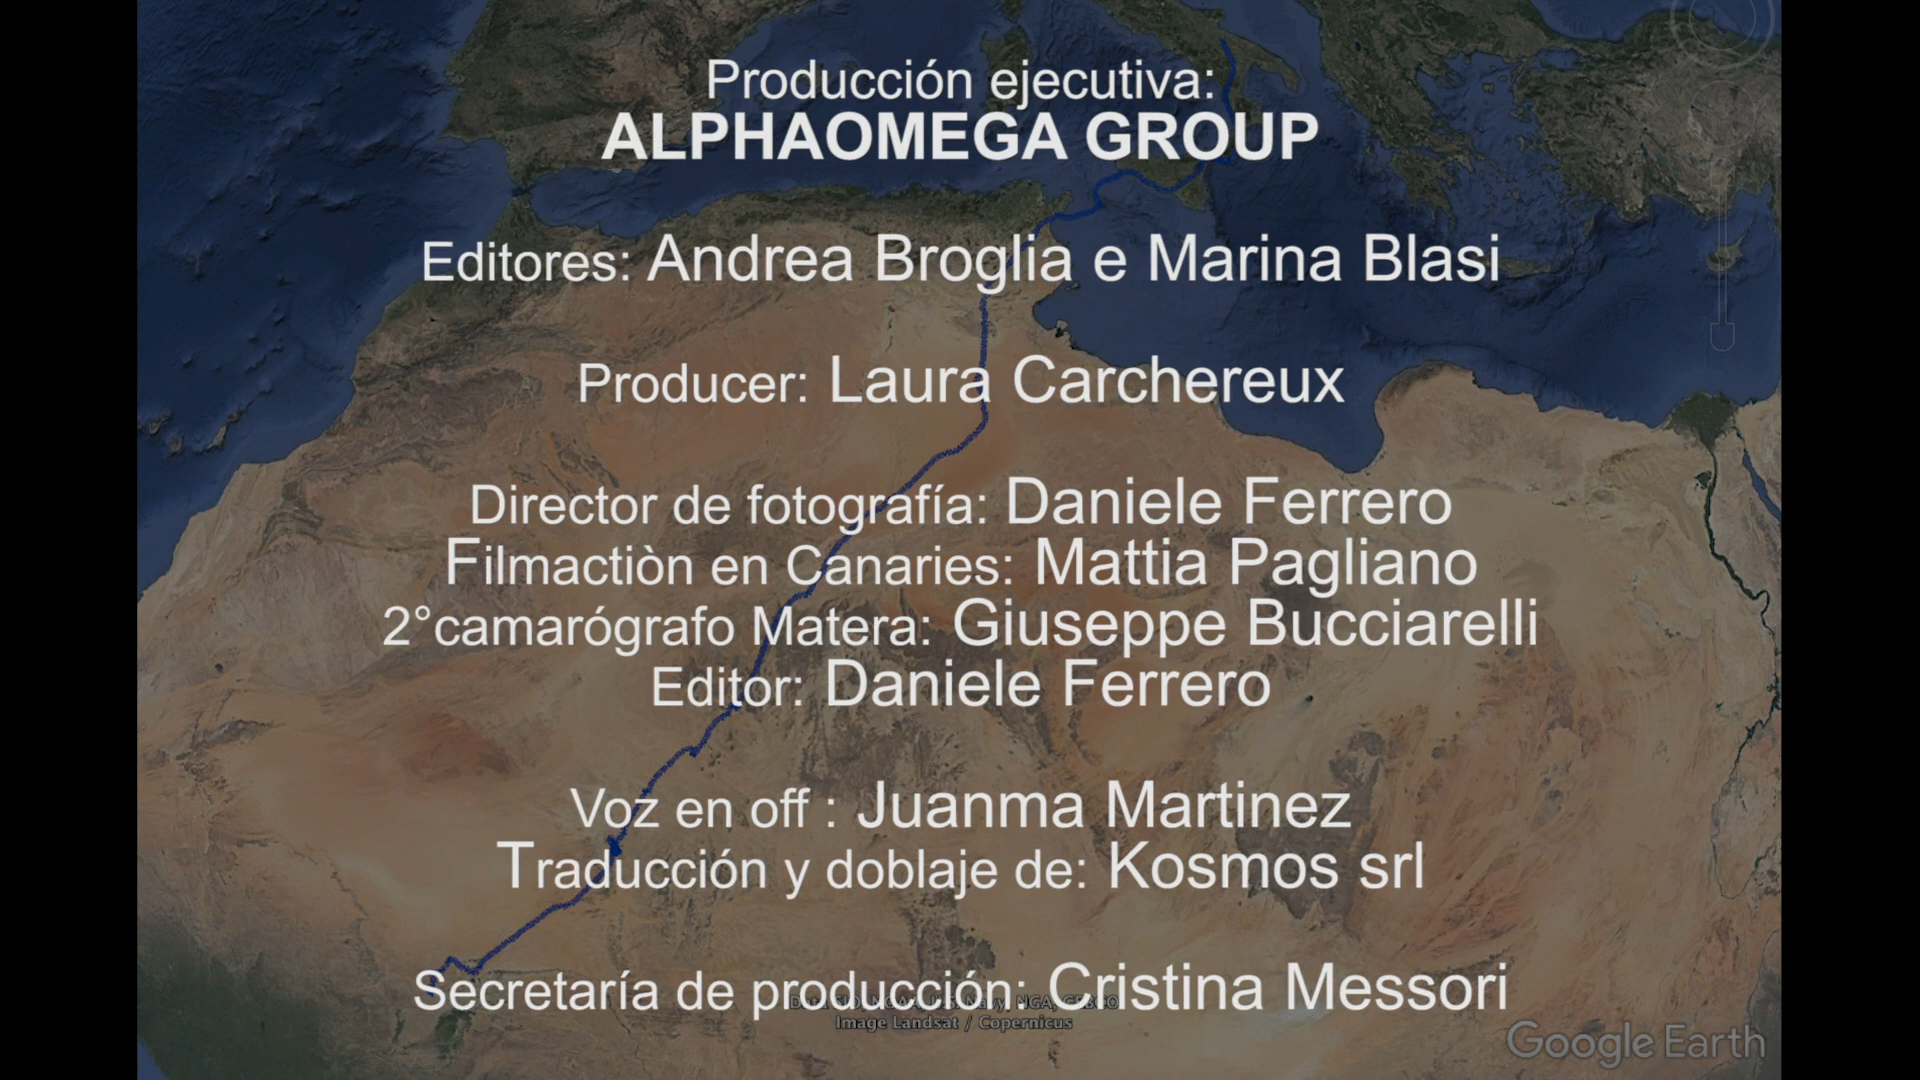 Producción ejecutiva:
ALPHAOMEGA GROUP
Editores: Andrea Broglia e Marina Blasi
Producer: Laura Carchereux
Director de fotografía: Daniele Ferrero
Filmactiòn en Canaries: Mattia Pagliano
2°camarógrafo Matera: Giuseppe Bucciarelli
Editor: Daniele Ferrero
Voz en off : Juanma Martinez
Traducción y doblaje de: Kosmos srl
Secretaría de producción: Cristina Messori
Image Landsat / Copernicus
Google Earth